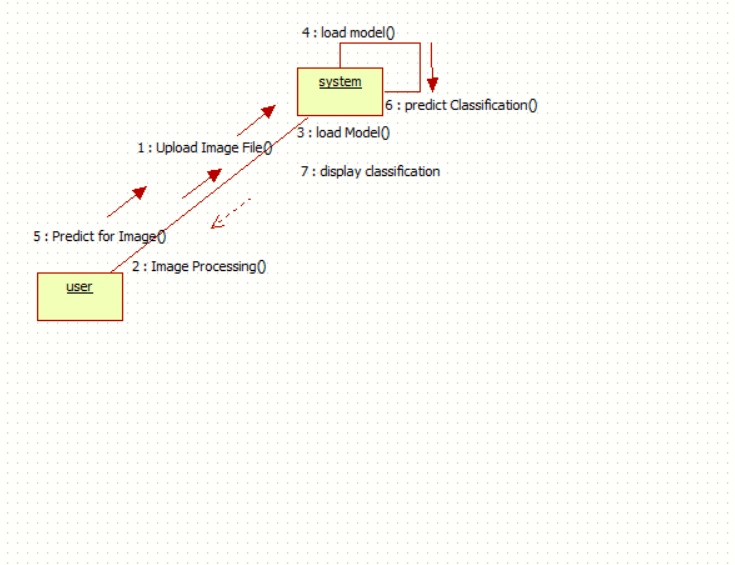 4 : load model()
system
6 : predict Classification()
3 : load Model()
1 : Upload Image File()
7 : display classification
5 : Predict for Image()
2 : Image Processing()
user